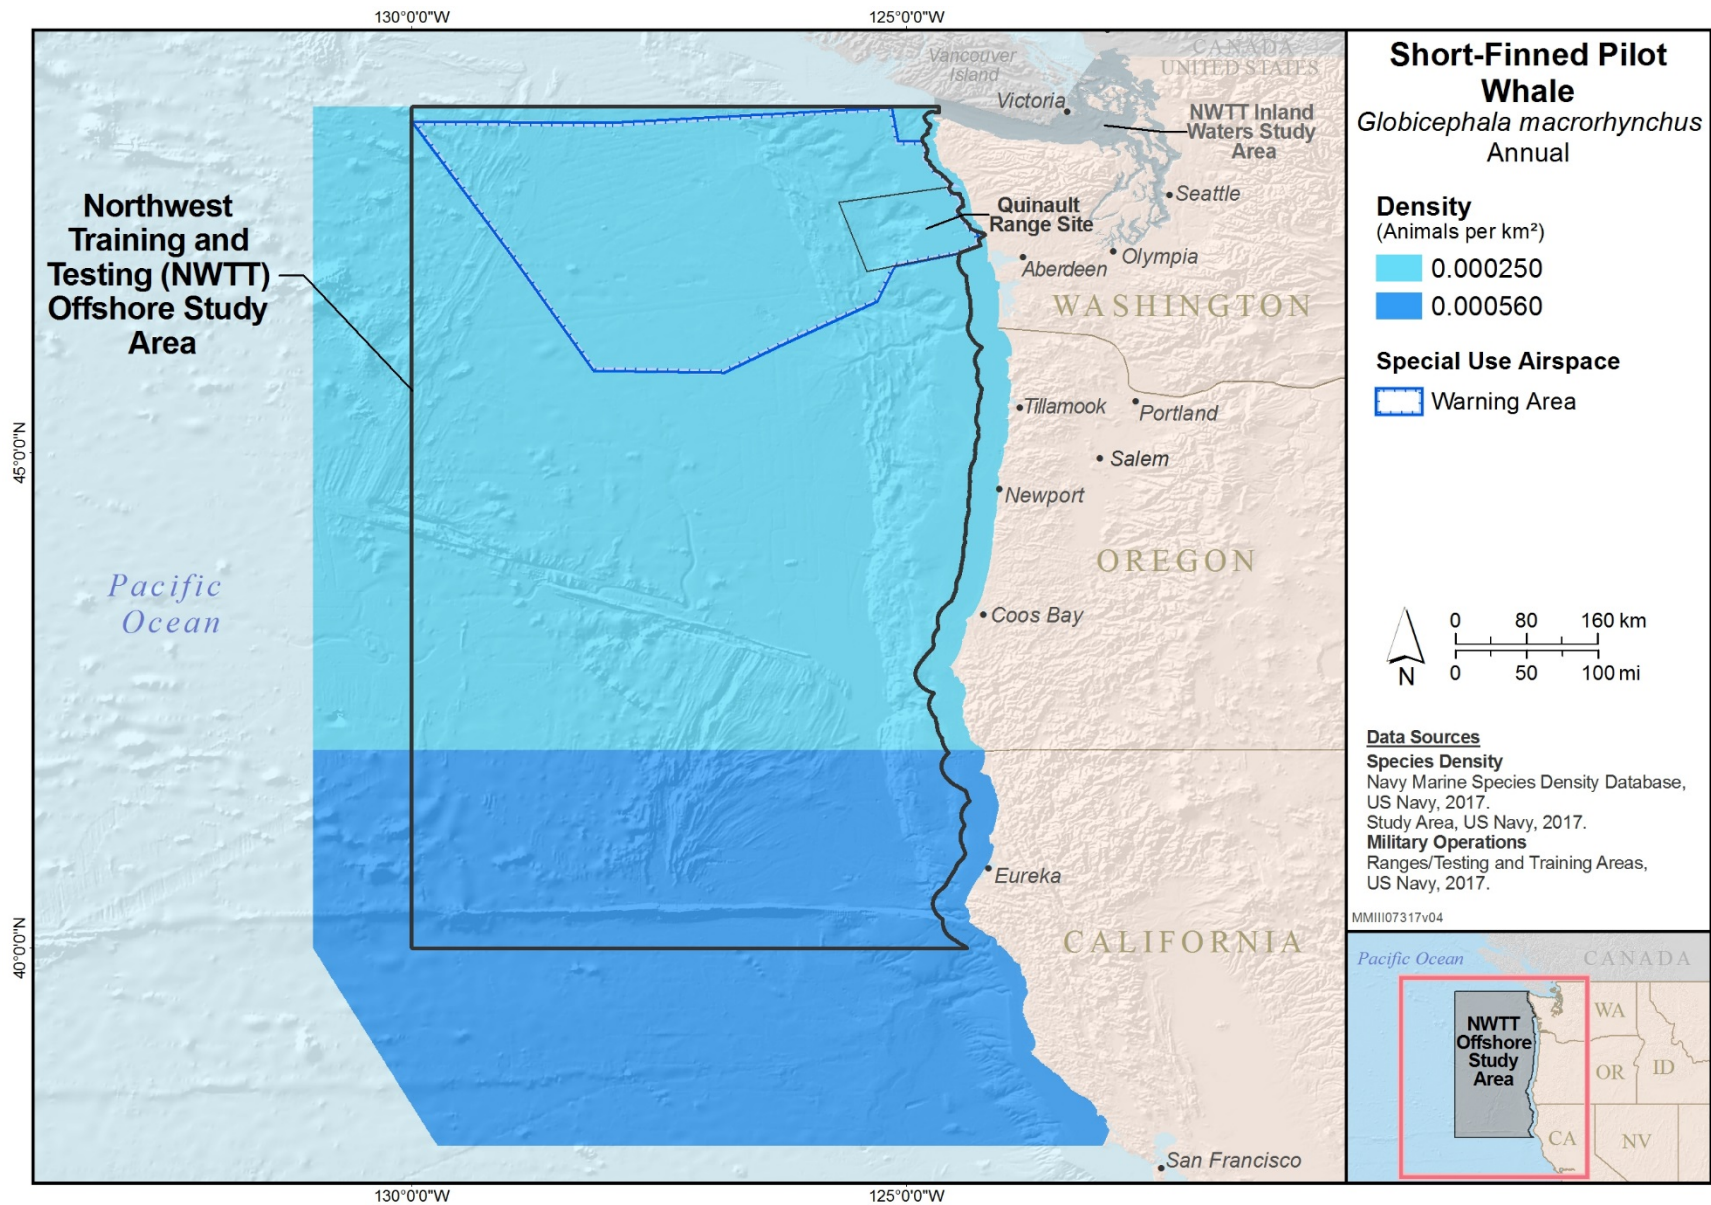 130°0'0"W
125°0'0"W
Vancouver
Island
CANADA
UNITED STATES
Victoria
NWTT Inland
Waters Study
Area
Seattle
Northwest
Training and
Testing (NWTT)
Offshore Study
Area
Quinault
Range Site
Olympia
Aberdeen
WASHINGTON
Tillamook
Portland
45°0'0"N
Salem
Newport
OREGON
Pacific
Ocean
Coos Bay
Eureka
40°0'0"N
CALIFORNIA
San Francisco
130°0'0"W
125°0'0"W
Short-Finned Pilot
Whale
Globicephala macrorhynchus
Annual
Density
(Animals per km²)
0.000250
0.000560
Special Use Airspace
Warning Area
0 80 160 km
0 50 100 mi
N
Data Sources
Species Density
Navy Marine Species Density Database,
US Navy, 2017.
Study Area, US Navy, 2017.
Military Operations
Ranges/Testing and Training Areas,
US Navy, 2017.
MMIII07317v04
Pacific Ocean
CANADA
NWTT
Offshore
Study
Area
WA
OR
ID
CA
NV